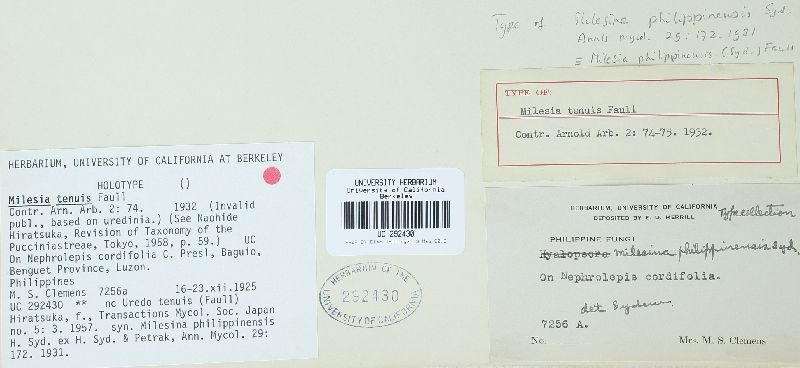 Type of Milesina philippinensis Syd.
Annls mycol. 29: 172. 1931
≡ Milesia philippinensis (Syd.) Faull
TYPE OF:
Milesia tenuis Faull
Contr. Arnold Arb. 2: 74-75. 1932.
HERBARIUM, UNIVERSITY OF CALIFORNIA AT BERKELEY
HOLOTYPE ()
Milesia tenuis Faull
Contr. Arn. Arb. 2: 74. 1932 (Invalid
publ., based on uredinia.) (See Naohide
Hiratsuka, Revision of Taxonomy of the
Pucciniastreae, Tokyo, 1958, p. 59.) UC
On Nephrolepis cordifolia C. Presl, Baguio,
Benguet Province, Luzon.
Philippines
M. S. Clemens 7256a 16-23.xii.1925
UC 292430 ** nc Uredo tenuis (Faull)
Hiratsuka, f., Transactions Mycol. Soc. Japan
no. 5: 3. 1957. syn. Milesina philippinensis
H. Syd. ex H. Syd. & Petrak, Ann. Mycol. 29:
172. 1931.
UNIVERSITY HERBARIUM
University of California
Berkeley
UC 292430
HERBARIUM OF THE
292430
UNIVERSITY OF CALIFORNIA
HERBARIUM, UNIVERSITY OF CALIFORNIA
DEPOSITED BY E. D. MERRILL
Type collection
PHILIPPINE FUNGI
Hyalopsora milesina philippinensis Syd.
On Nephrolepis cordifolia.
det Sydow
7256 A.
No. Mrs. M. S. Clemens